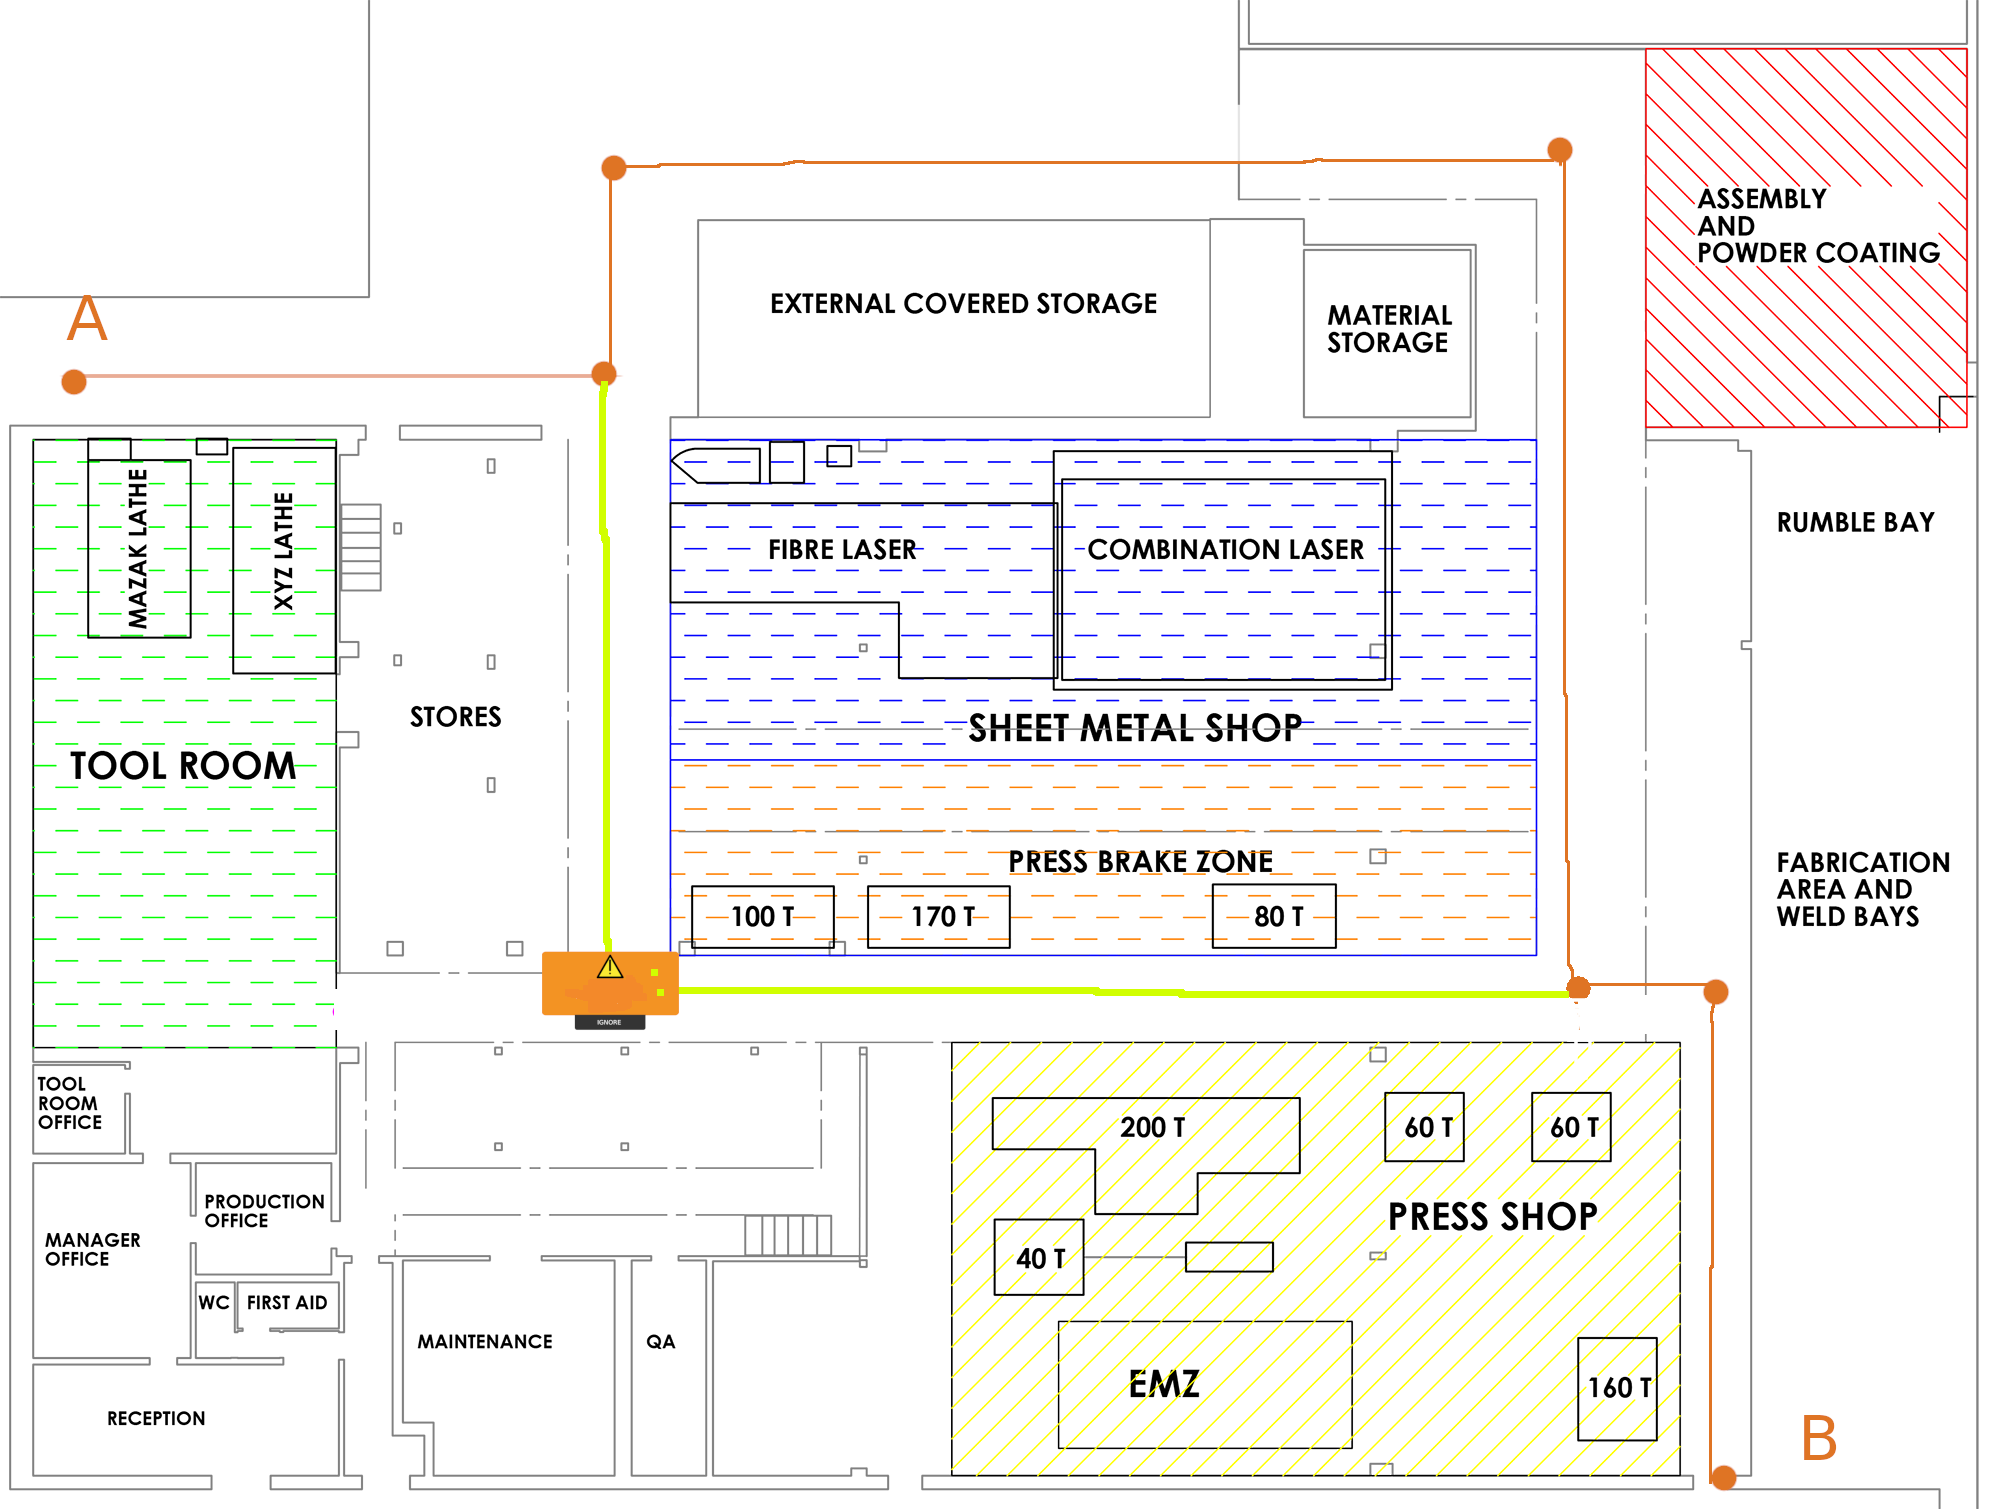 A
ASSEMBLY
AND
POWDER COATING
EXTERNAL COVERED STORAGE
MATERIAL
STORAGE
MAZAK LATHE
XYZ LATHE
FIBRE LASER
COMBINATION LASER
RUMBLE BAY
STORES
SHEET METAL SHOP
TOOL ROOM
PRESS BRAKE ZONE
FABRICATION
AREA AND
WELD BAYS
100 T
170 T
80 T
!
IGNORE
TOOL
ROOM
OFFICE
200 T
60 T
60 T
PRODUCTION
OFFICE
PRESS SHOP
MANAGER
OFFICE
40 T
WC
FIRST AID
MAINTENANCE
QA
EMZ
160 T
RECEPTION
B